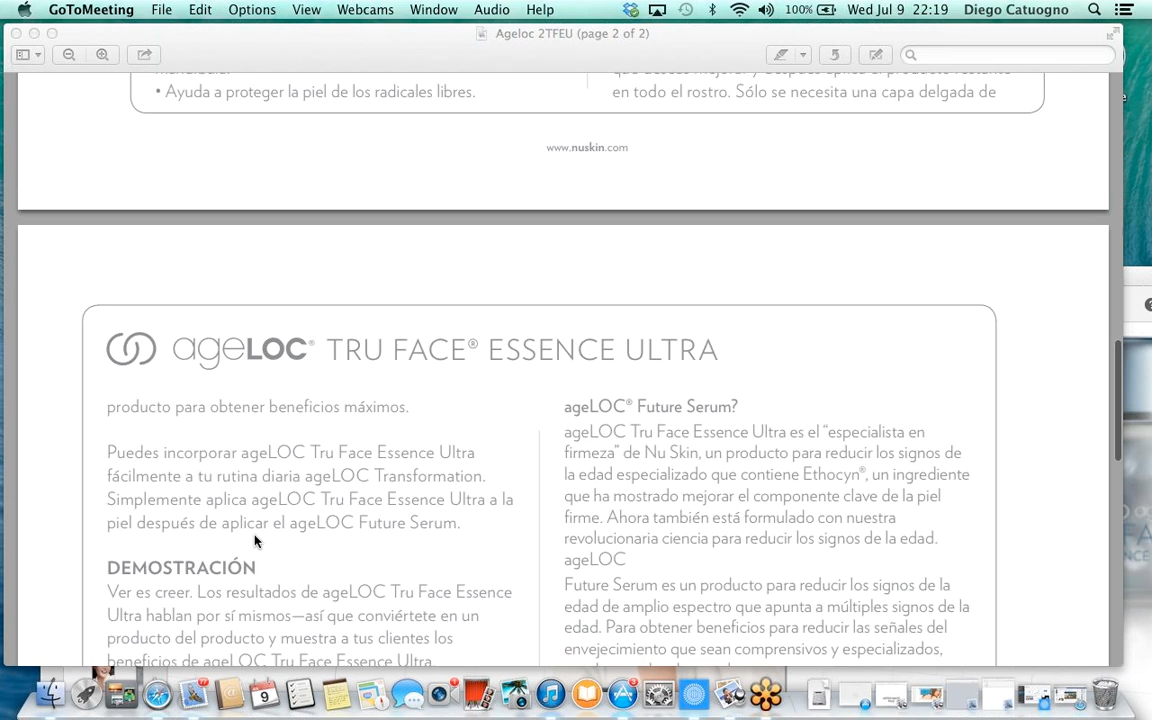 GoToMeeting File Edit Options View Webcams Window Audio Help 100% Wed Jul 9 22:19 Diego Catuogno
Ageloc 2TFEU (page 2 of 2)
• Ayuda a proteger la piel de los radicales libres.
en todo el rostro. Sólo se necesita una capa delgada de
www.nuskin.com
ageLOC® TRU FACE® ESSENCE ULTRA
producto para obtener beneficios máximos.
Puedes incorporar ageLOC Tru Face Essence Ultra
fácilmente a tu rutina diaria ageLOC Transformation.
Simplemente aplica ageLOC Tru Face Essence Ultra a la
piel después de aplicar el ageLOC Future Serum.
DEMOSTRACIÓN
Ver es creer. Los resultados de ageLOC Tru Face Essence
Ultra hablan por sí mismos—así que conviértete en un
producto del producto y muestra a tus clientes los
beneficios de ageLOC Tru Face Essence Ultra
ageLOC® Future Serum?
ageLOC Tru Face Essence Ultra es el “especialista en
firmeza” de Nu Skin, un producto para reducir los signos de
la edad especializado que contiene Ethocyn®, un ingrediente
que ha mostrado mejorar el componente clave de la piel
firme. Ahora también está formulado con nuestra
revolucionaria ciencia para reducir los signos de la edad.
ageLOC
Future Serum es un producto para reducir los signos de la
edad de amplio espectro que apunta a múltiples signos de la
edad. Para obtener beneficios para reducir las señales del
envejecimiento que sean comprensivos y especializados,